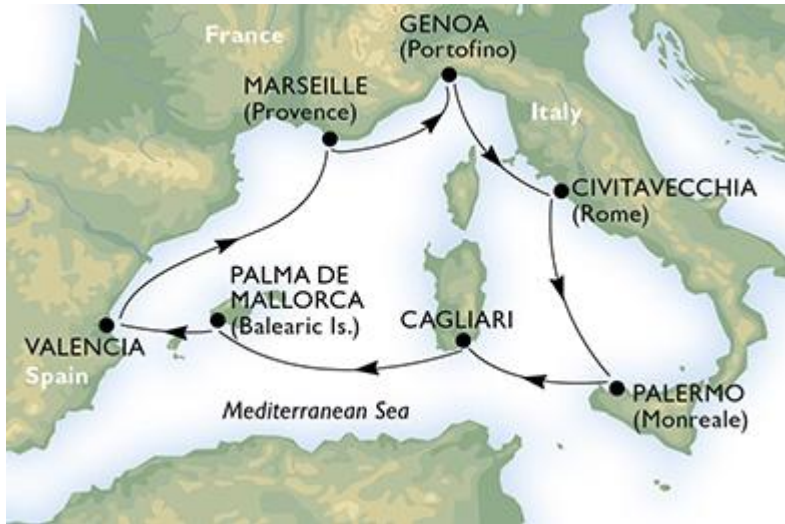 GENOA
(Portofino)
France
MARSEILLE
(Provence)
Italy
CIVITAVECCHIA
(Rome)
PALMA DE
MALLORCA
(Balearic Is.)
CAGLIARI
VALENCIA
Spain
PALERMO
(Monreale)
Mediterranean Sea